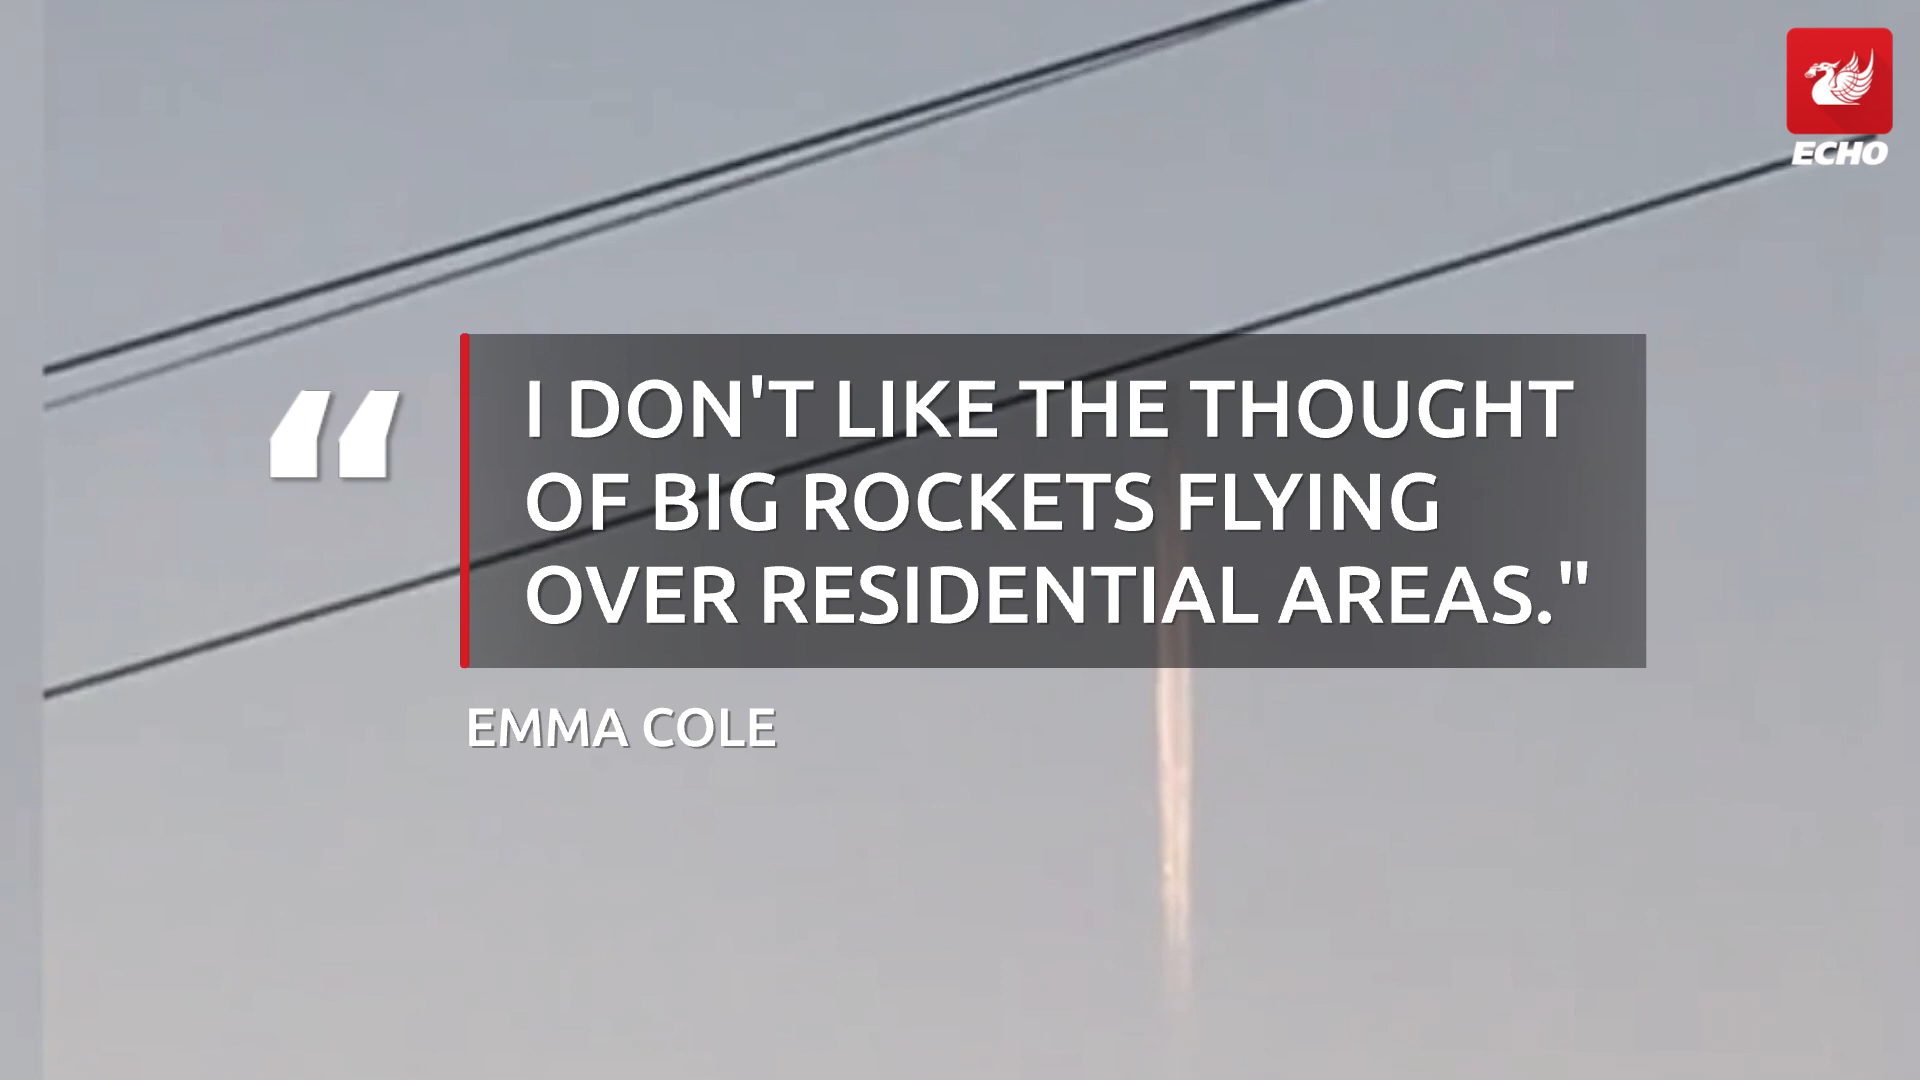 ECHO
“
I DON'T LIKE THE THOUGHT
OF BIG ROCKETS FLYING
OVER RESIDENTIAL AREAS."
EMMA COLE